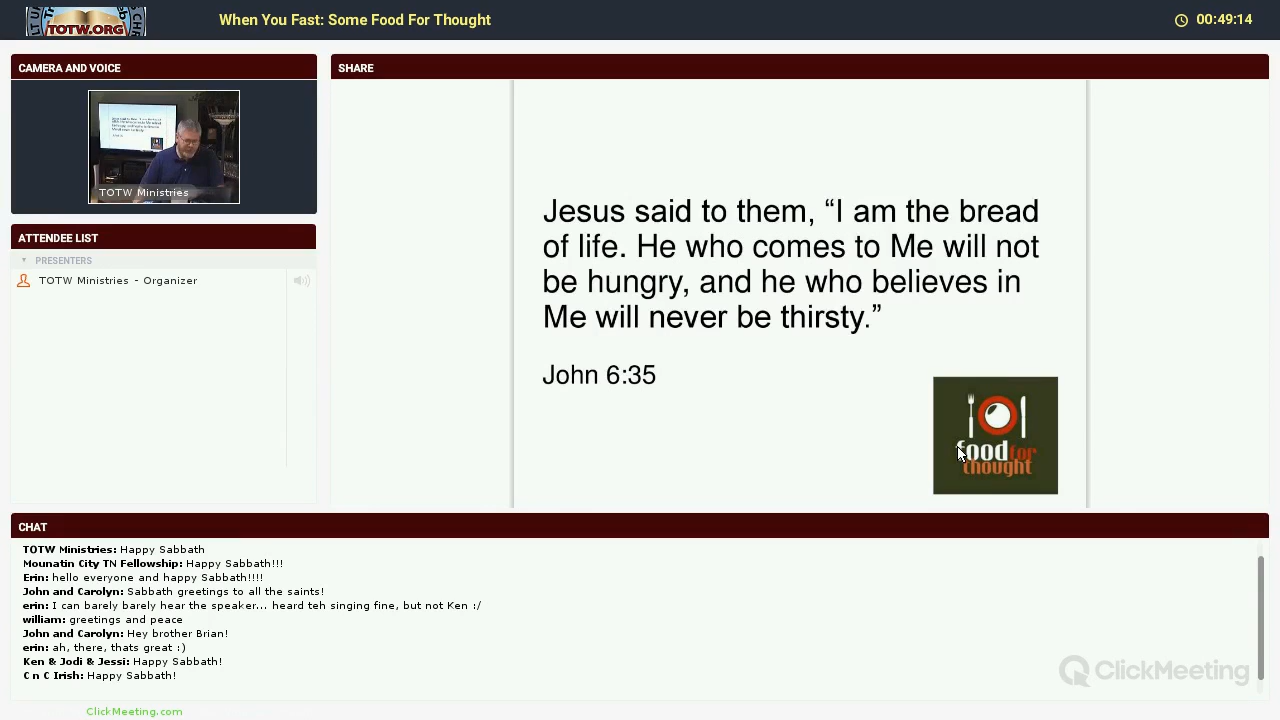 TOTW.ORG
When You Fast: Some Food For Thought
00:49:14
CAMERA AND VOICE
TOTW Ministries
ATTENDEE LIST
PRESENTERS
TOTW Ministries - Organizer
SHARE
Jesus said to them, “I am the bread
of life. He who comes to Me will not
be hungry, and he who believes in
Me will never be thirsty.”
John 6:35
food for
thought
CHAT
TOTW Ministries: Happy Sabbath
Mounatin City TN Fellowship: Happy Sabbath!!!
Erin: hello everyone and happy Sabbath!!!!
John and Carolyn: Sabbath greetings to all the saints!
erin: I can barely barely hear the speaker... heard teh singing fine, but not Ken :/
william: greetings and peace
John and Carolyn: Hey brother Brian!
erin: ah, there, thats great :)
Ken & Jodi & Jessi: Happy Sabbath!
C n C Irish: Happy Sabbath!
ClickMeeting
ClickMeeting.com